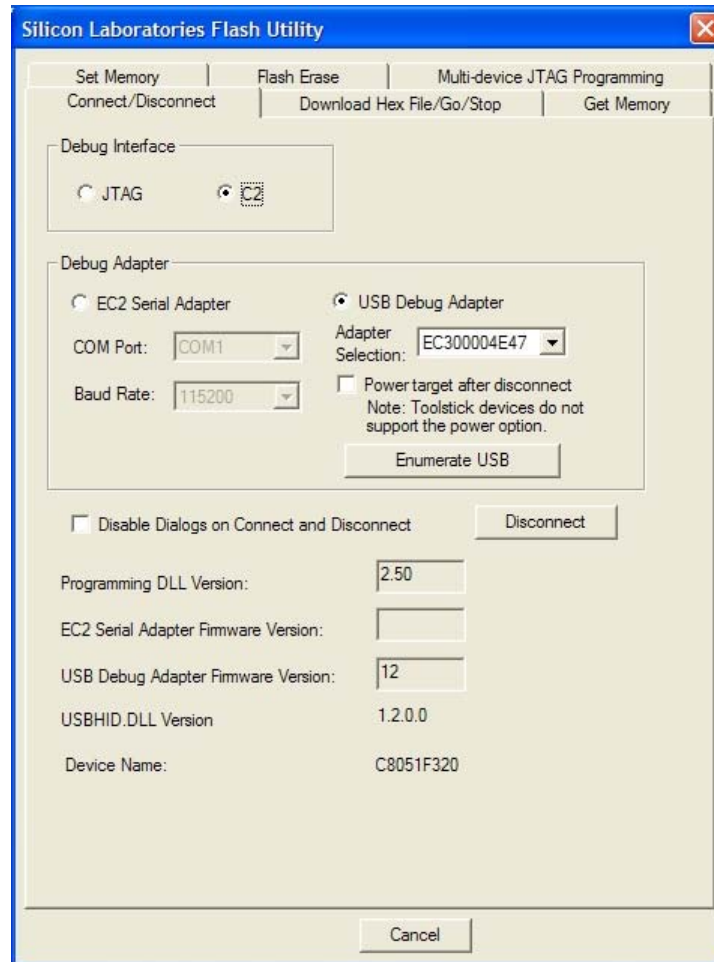 Silicon Laboratories Flash Utility
Set Memory
Flash Erase
Multi-device JTAG Programming
Connect/Disconnect
Download Hex File/Go/Stop
Get Memory
Debug Interface
JTAG
C2
Debug Adapter
EC2 Serial Adapter
USB Debug Adapter
COM Port:
COM1
Adapter
Selection:
EC300004E47
Baud Rate:
115200
Power target after disconnect
Note: Toolstick devices do not
support the power option.
Enumerate USB
Disable Dialogs on Connect and Disconnect
Disconnect
Programming DLL Version:
2.50
EC2 Serial Adapter Firmware Version:
USB Debug Adapter Firmware Version:
12
USBHID.DLL Version
1.2.0.0
Device Name:
C8051F320
Cancel